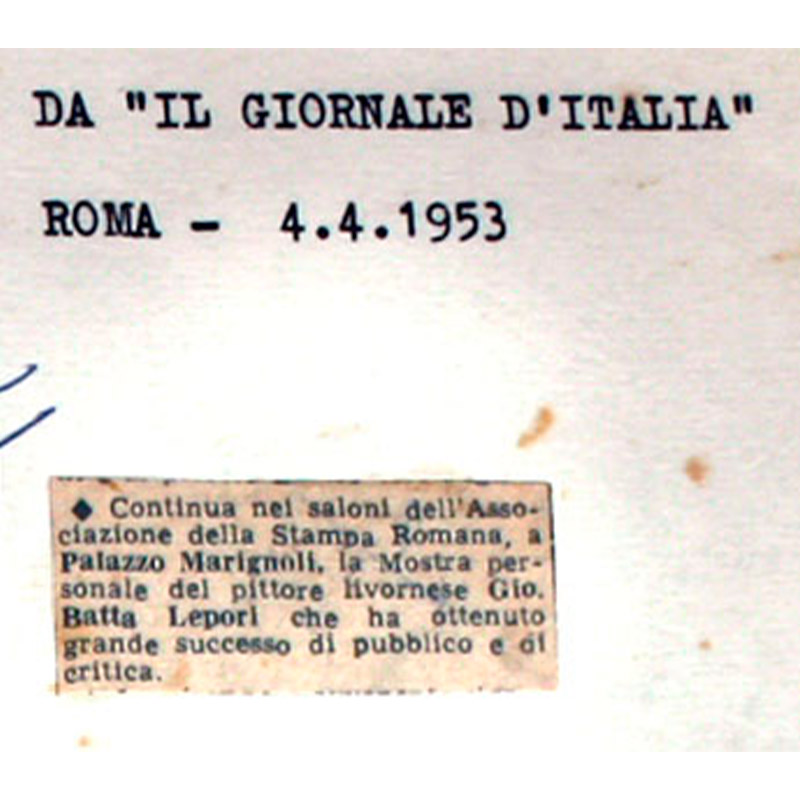 DA "IL GIORNALE D'ITALIA"
ROMA - 4.4.1953
◆ Continua nei saloni dell'Asso-
ciazione della Stampa Romana, a
Palazzo Marignoli, la Mostra per-
sonale del pittore livornese Gio.
Batta Lepori che ha ottenuto
grande successo di pubblico e di
critica.